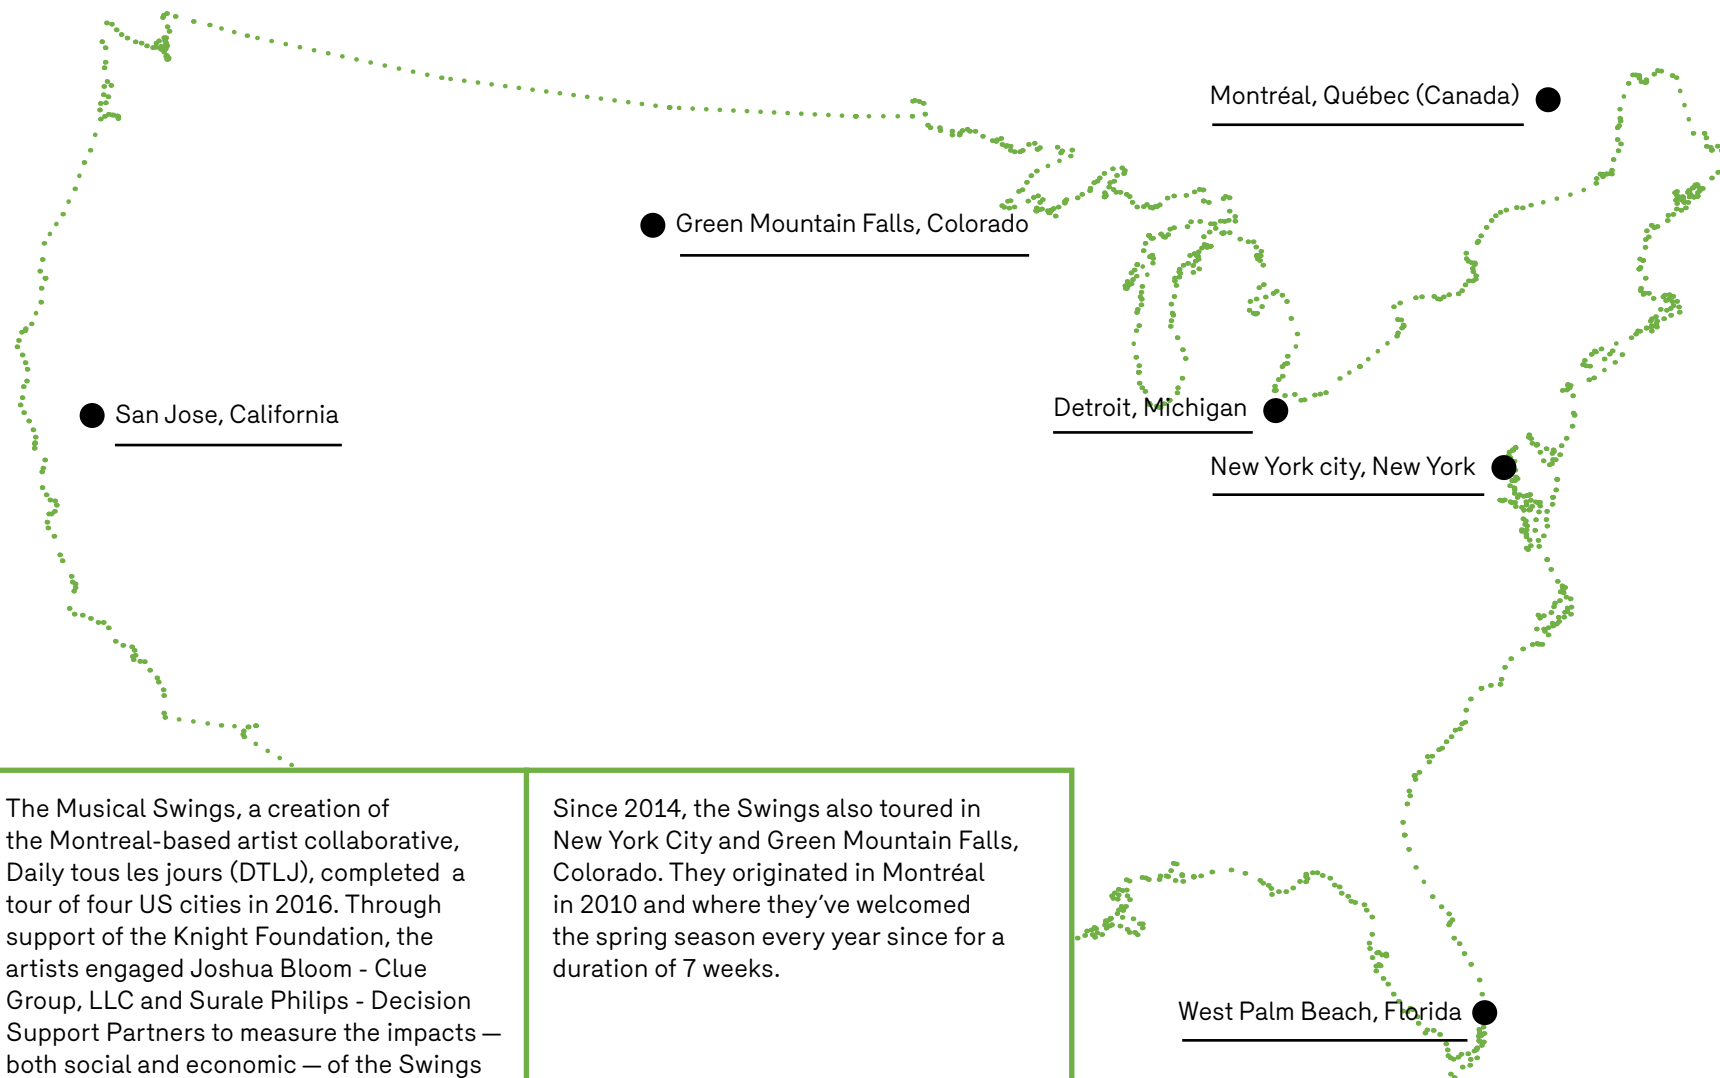 Montréal, Québec (Canada)
Green Mountain Falls, Colorado
San Jose, California
Detroit, Michigan
New York city, New York
The Musical Swings, a creation of
the Montreal-based artist collaborative,
Daily tous les jours (DTLJ), completed  a
tour of four US cities in 2016. Through
support of the Knight Foundation, the
artists engaged Joshua Bloom - Clue
Group, LLC and Surale Philips - Decision
Support Partners to measure the impacts —
both social and economic — of the Swings
Since 2014, the Swings also toured in
New York City and Green Mountain Falls,
Colorado. They originated in Montréal
in 2010 and where they’ve welcomed
the spring season every year since for a
duration of 7 weeks.
West Palm Beach, Florida